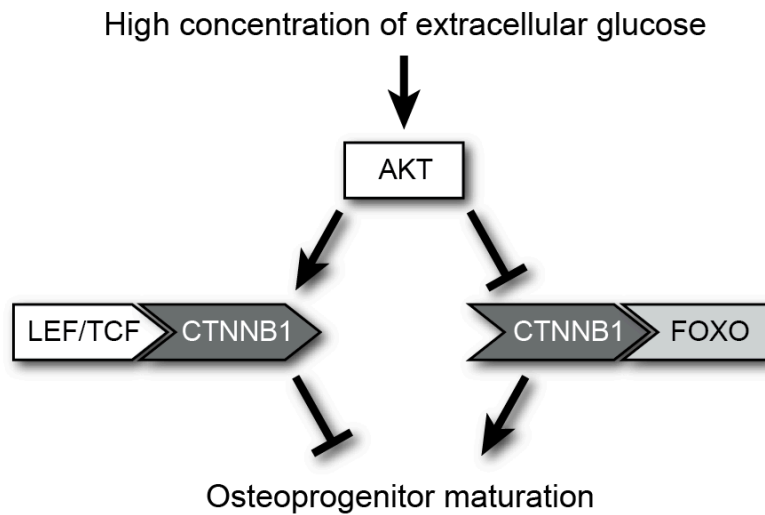 High concentration of extracellular glucose
AKT
LEF/TCF CTNNB1 CTNNB1 FOXO
Osteoprogenitor maturation